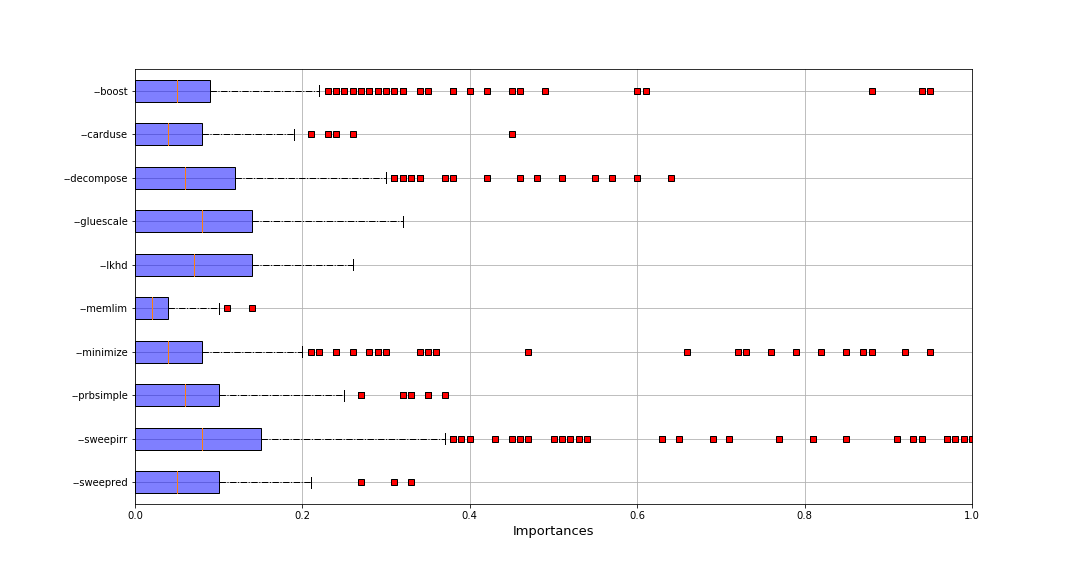 –boost
–carduse
–decompose
–gluescale
–lkhd
–memlim
–minimize
–prbsimple
–sweepirr
–sweepred
0.0 0.2 0.4 0.6 0.8 1.0
Importances